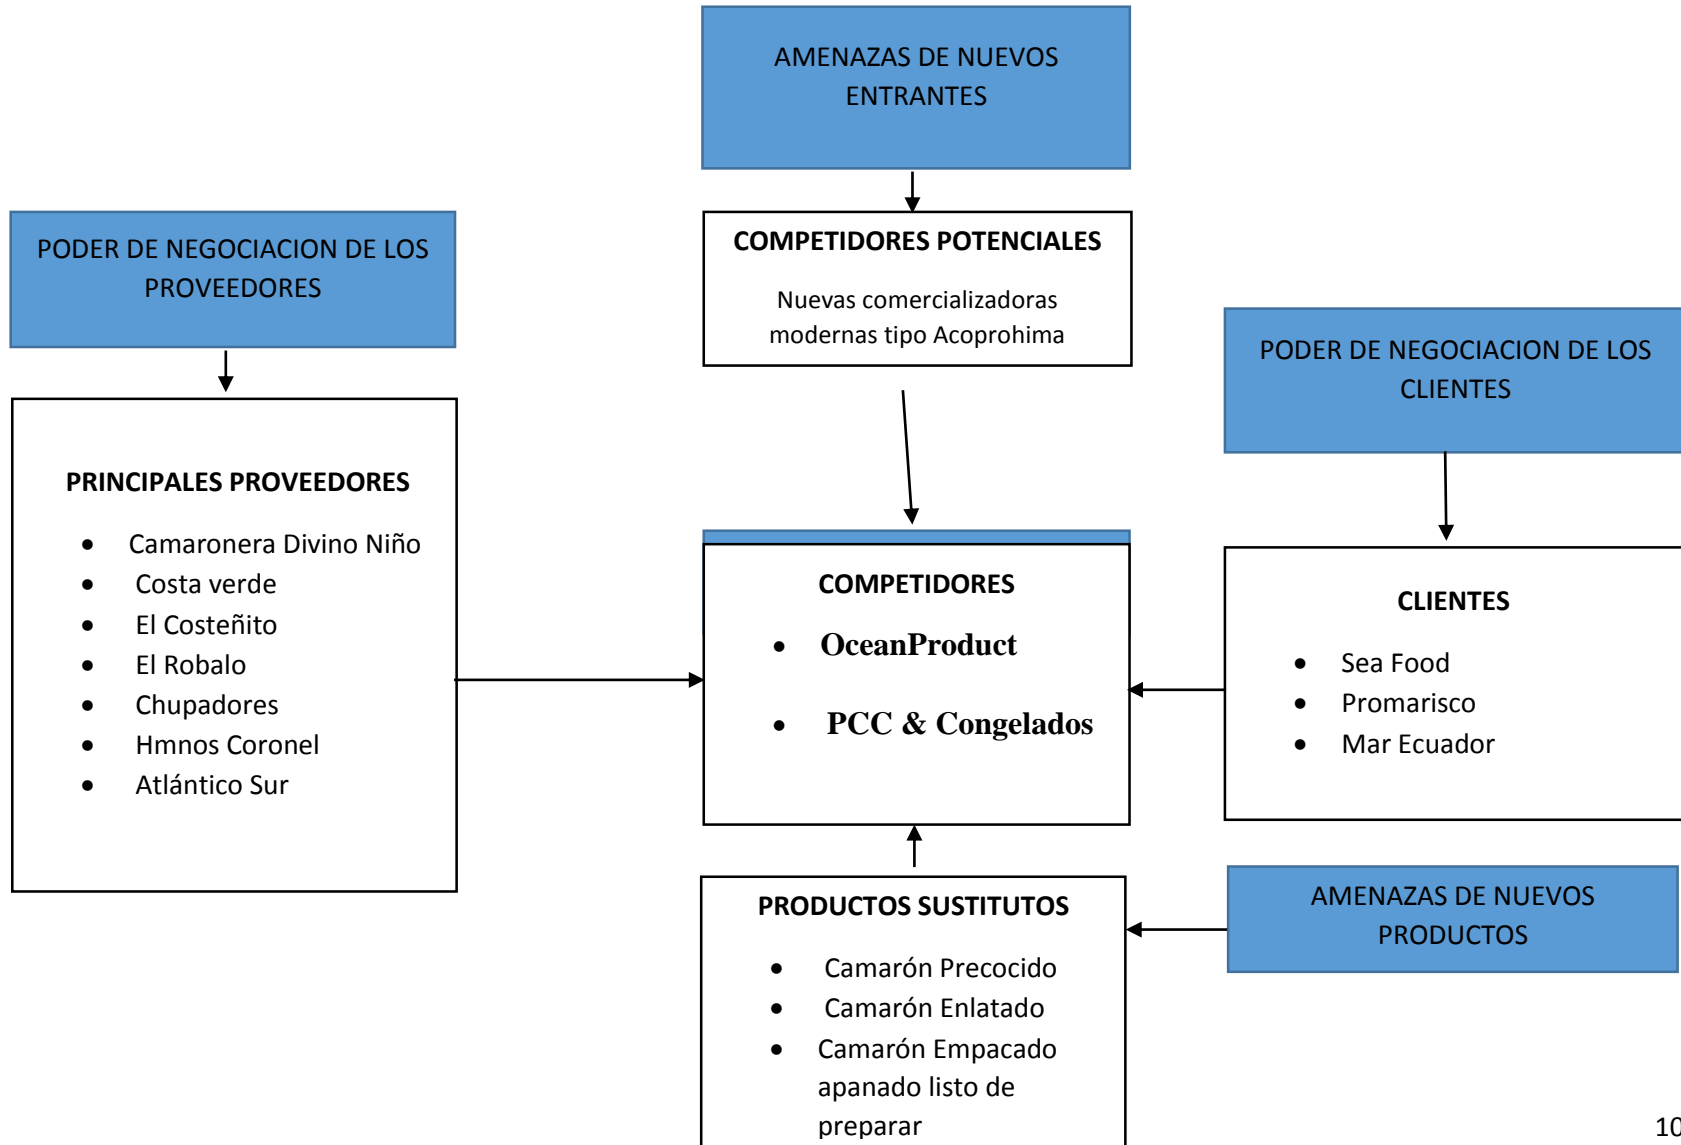 AMENAZAS DE NUEVOS
ENTRANTES
PODER DE NEGOCIACION DE LOS
PROVEEDORES
COMPETIDORES POTENCIALES
Nuevas comercializadoras
modernas tipo Acoprohima
PODER DE NEGOCIACION DE LOS
CLIENTES
PRINCIPALES PROVEEDORES
• Camaronera Divino Niño
• Costa verde
• El Costeñito
• El Robalo
• Chupadores
• Hmnos Coronel
• Atlántico Sur
COMPETIDORES
• OceanProduct
• PCC & Congelados
CLIENTES
• Sea Food
• Promarisco
• Mar Ecuador
PRODUCTOS SUSTITUTOS
• Camarón Precocido
• Camarón Enlatado
• Camarón Empacado
apanado listo de
preparar
AMENAZAS DE NUEVOS
PRODUCTOS
10